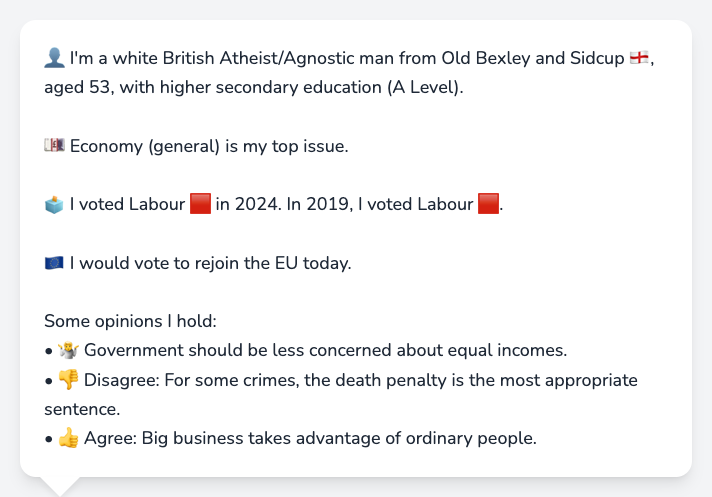 👤 I'm a white British Atheist/Agnostic man from Old Bexley and Sidcup 🏴󠁧󠁢󠁥󠁮󠁧󠁿,
aged 53, with higher secondary education (A Level).
💷 Economy (general) is my top issue.
🗳️ I voted Labour 🟥 in 2024. In 2019, I voted Labour 🟥.
🇪🇺 I would vote to rejoin the EU today.
Some opinions I hold:
• 🤷 Government should be less concerned about equal incomes.
• 👎 Disagree: For some crimes, the death penalty is the most appropriate
sentence.
• 👍 Agree: Big business takes advantage of ordinary people.